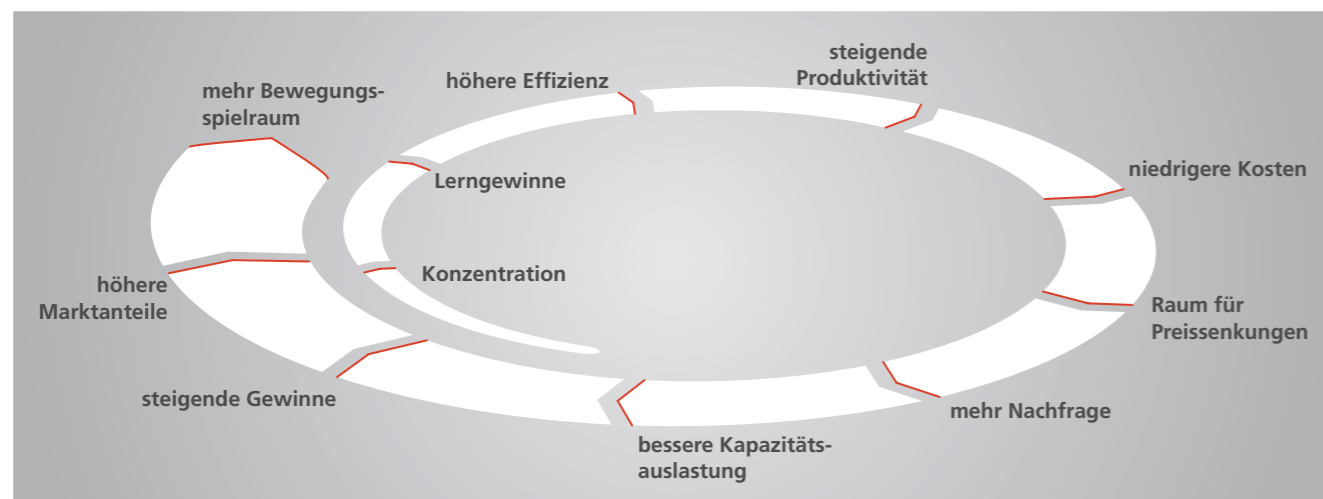 steigende
Produktivität
höhere Effizienz
mehr Bewegungs-
spielraum
Lerngewinne
niedrigere Kosten
Konzentration
höhere
Marktanteile
Raum für
Preissenkungen
steigende Gewinne
mehr Nachfrage
bessere Kapazitäts-
auslastung